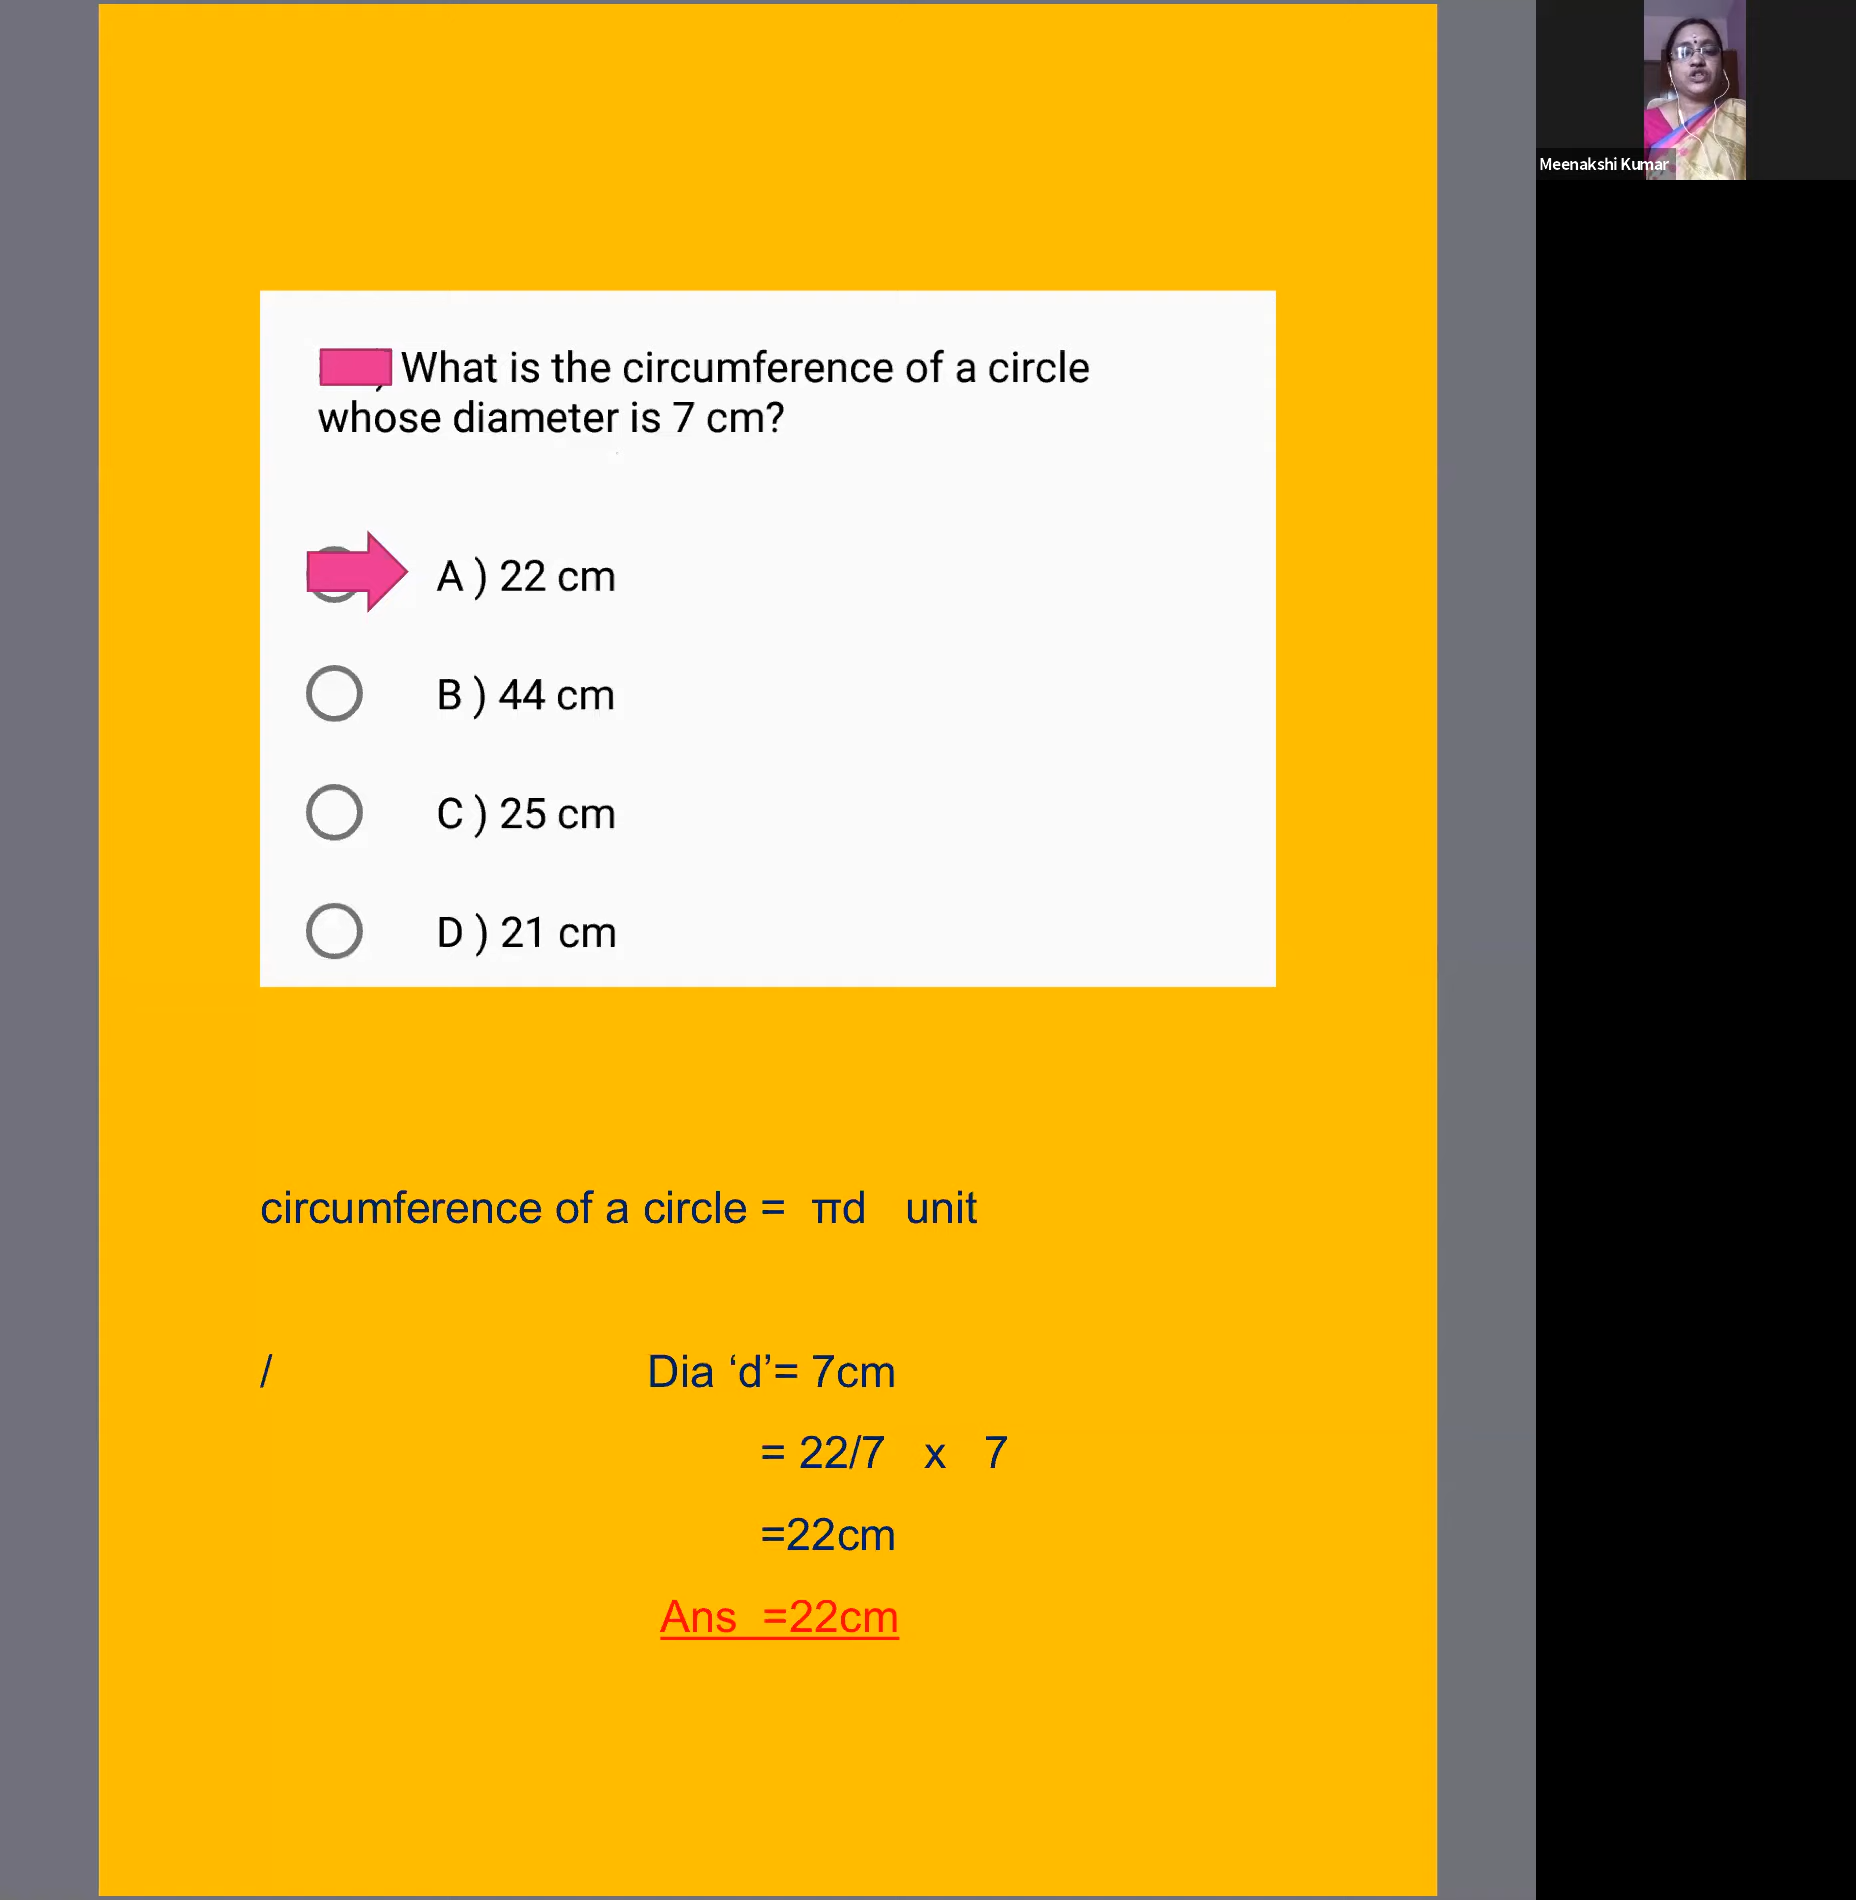 What is the circumference of a circle
whose diameter is 7 cm?
A ) 22 cm
B ) 44 cm
C ) 25 cm
D ) 21 cm
circumference of a circle = πd unit
/ Dia ‘d’= 7cm
= 22/7 x 7
=22cm
Ans =22cm
Meenakshi Kumar